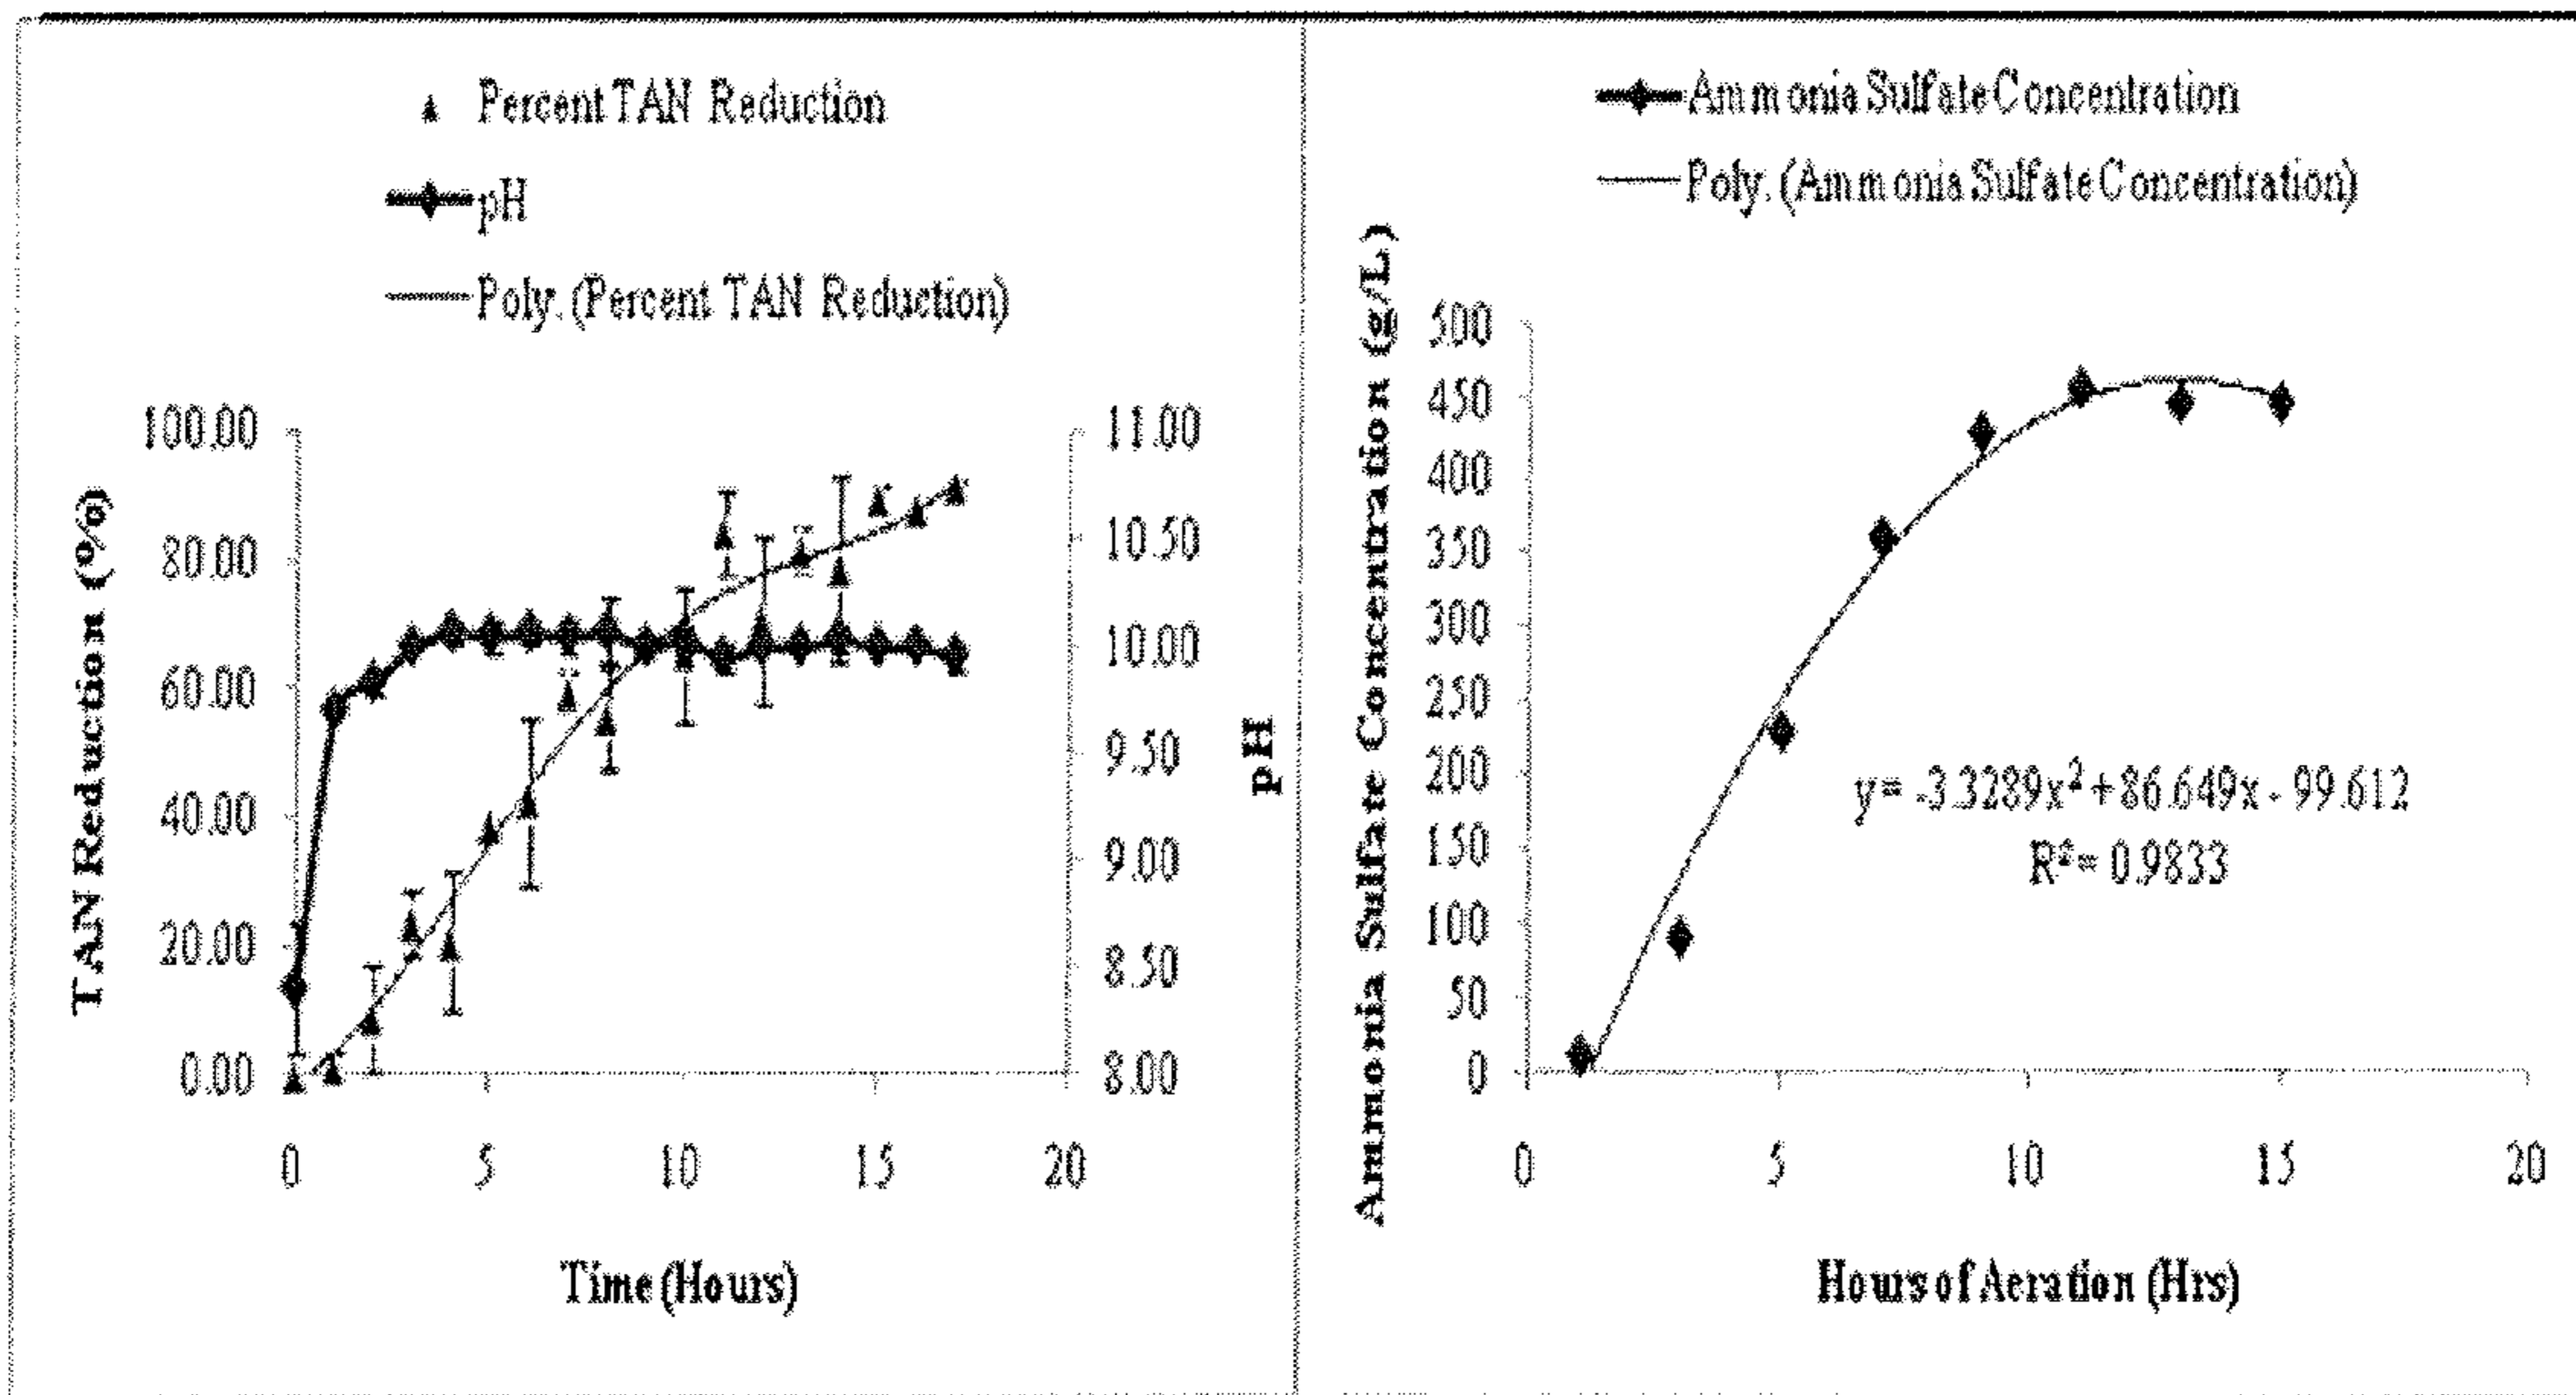 Percent TAN Reduction
pH
Poly. (Percent TAN Reduction)
TAN Reduction (%)
100.00
80.00
60.00
40.00
20.00
0.00
11.00
10.50
10.00
9.50
9.00
8.50
8.00
pH
0 5 10 15 20
Time (Hours)
Ammonia Sulfate Concentration
Poly. (Ammonia Sulfate Concentration)
Ammonia Sulfate Concentration (g/L)
500
450
400
350
300
250
200
150
100
50
0
y = -3.3289x² + 86.649x - 99.612
R² = 0.9833
0 5 10 15 20
Hours of Aeration (Hrs)